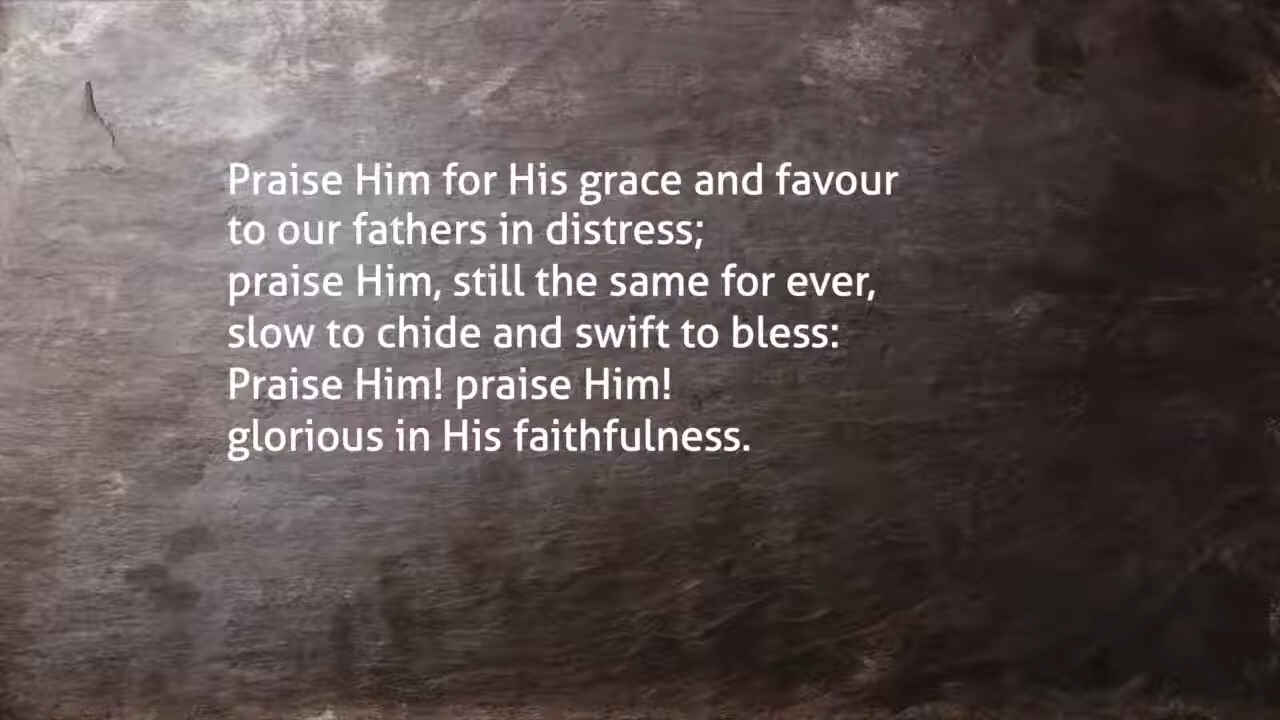 Praise Him for His grace and favour
to our fathers in distress;
praise Him, still the same for ever,
slow to chide and swift to bless:
Praise Him! praise Him!
glorious in His faithfulness.